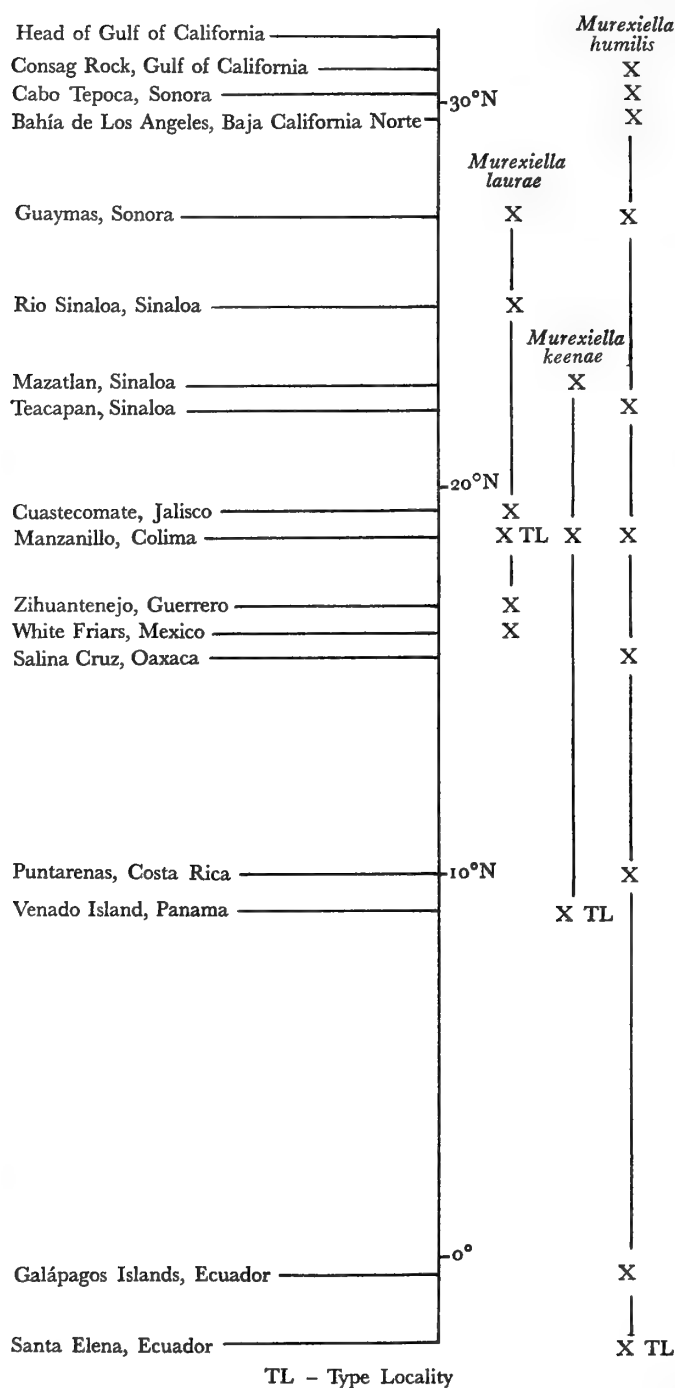 Head of Gulf of California
Murexiella
humilis
Consag Rock, Gulf of California
X
Cabo Tepoca, Sonora
X
30°N
Bahía de Los Angeles, Baja California Norte
X
Murexiella
laurae
Guaymas, Sonora
X
X
Rio Sinaloa, Sinaloa
X
Murexiella
keenae
Mazatlan, Sinaloa
X
Teacapan, Sinaloa
X
20°N
Cuastecomate, Jalisco
X
Manzanillo, Colima
X TL
X
X
Zihuantenejo, Guerrero
X
White Friars, Mexico
X
Salina Cruz, Oaxaca
X
Puntarenas, Costa Rica
10°N
X
Venado Island, Panama
X TL
0°
Galápagos Islands, Ecuador
X
Santa Elena, Ecuador
X TL
TL – Type Locality